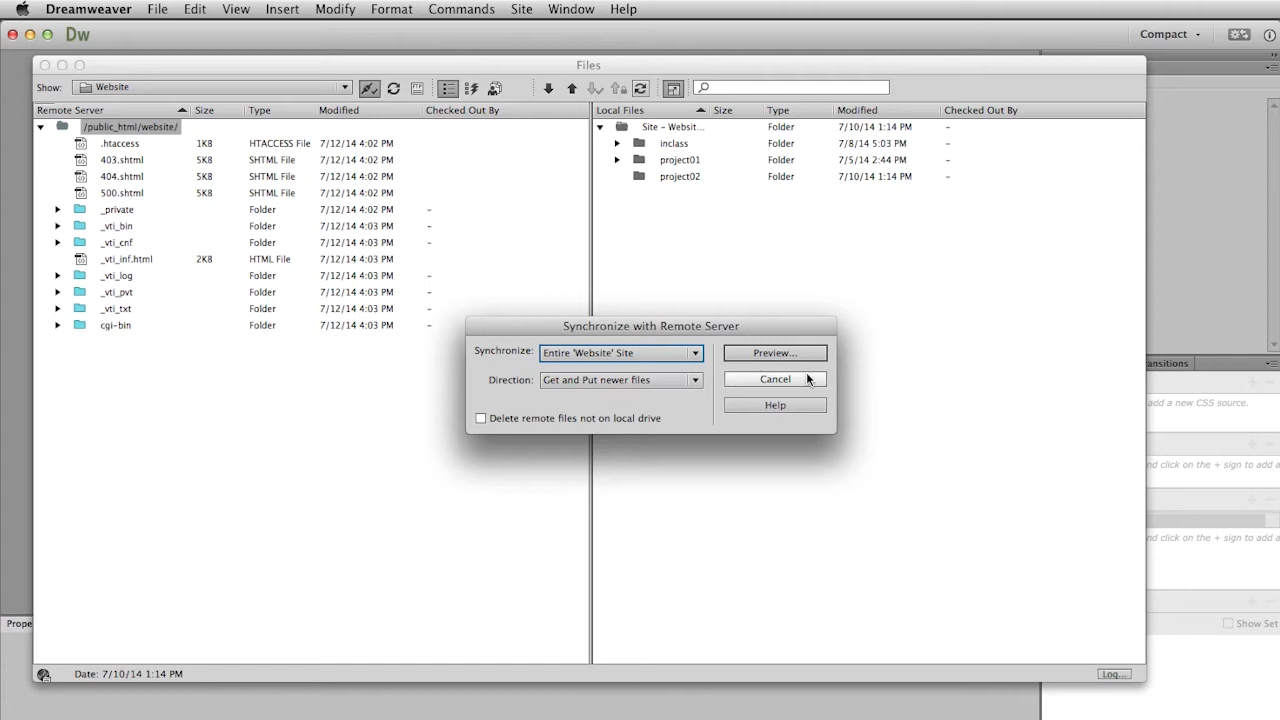 Dreamweaver File Edit View Insert Modify Format Commands Site Window Help
Dw Compact
Files
Show: Website
Remote Server Size Type Modified Checked Out By
/public_html/website/
.htaccess 1KB HTACCESS File 7/12/14 4:02 PM
403.shtml 5KB SHTML File 7/12/14 4:02 PM
404.shtml 5KB SHTML File 7/12/14 4:02 PM
500.shtml 5KB SHTML File 7/12/14 4:02 PM
_private Folder 7/12/14 4:02 PM -
_vti_bin Folder 7/12/14 4:03 PM -
_vti_cnf Folder 7/12/14 4:03 PM -
_vti_inf.html 2KB HTML File 7/12/14 4:03 PM
_vti_log Folder 7/12/14 4:03 PM -
_vti_pvt Folder 7/12/14 4:03 PM -
_vti_txt Folder 7/12/14 4:03 PM -
cgi-bin Folder 7/12/14 4:03 PM -
Local Files Size Type Modified Checked Out By
Site - Websit... Folder 7/10/14 1:14 PM -
inclass Folder 7/8/14 5:03 PM -
project01 Folder 7/5/14 2:44 PM -
project02 Folder 7/10/14 1:14 PM -
Synchronize with Remote Server
Synchronize: Entire 'Website' Site Preview...
Direction: Get and Put newer files Cancel
Help
Delete remote files not on local drive
ransitions
add a new CSS source.
nd click on the + sign to add a
nd click on the + sign to add a
Prope Show Set
Date: 7/10/14 1:14 PM Log...